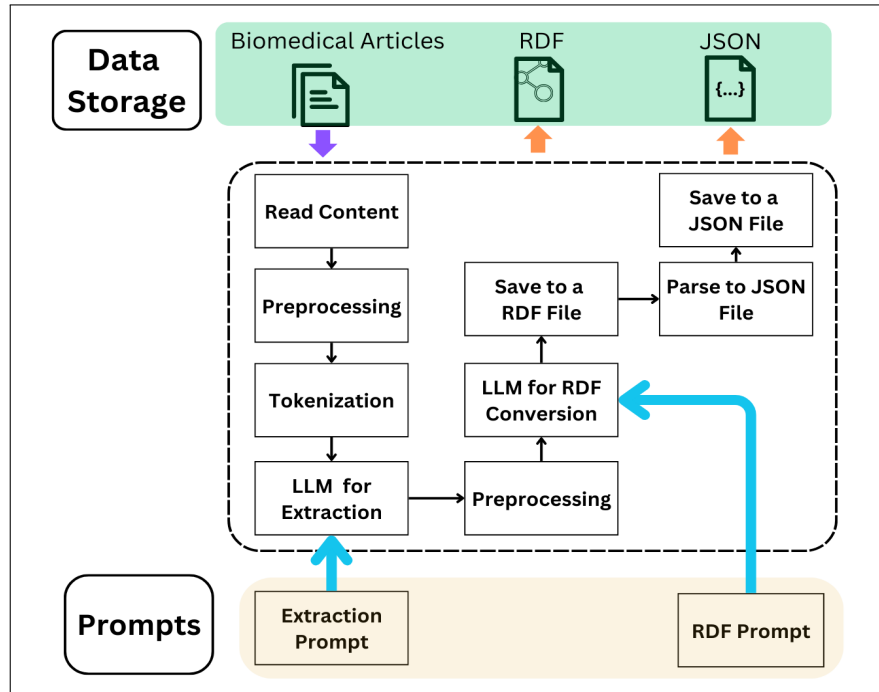 Data
Storage
Biomedical Articles
RDF
JSON
{...}
Read Content
Preprocessing
Tokenization
LLM for
Extraction
Preprocessing
LLM for RDF
Conversion
Save to a
RDF File
Parse to JSON
File
Save to a
JSON File
Prompts
Extraction
Prompt
RDF Prompt